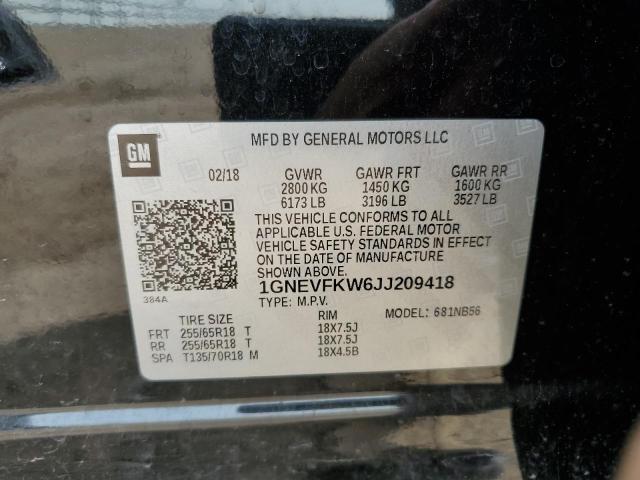 GM
MFD BY GENERAL MOTORS LLC
02/18 GVWR GAWR FRT GAWR RR
2800 KG 1450 KG 1600 KG
6173 LB 3196 LB 3527 LB
THIS VEHICLE CONFORMS TO ALL
APPLICABLE U.S. FEDERAL MOTOR
VEHICLE SAFETY STANDARDS IN EFFECT
ON THE DATE OF MANUFACTURE
SHOWN ABOVE.
384A
1GNEVFKW6JJ209418
TYPE: M.P.V. MODEL: 681NB56
TIRE SIZE RIM
FRT 255/65R18 T 18X7.5J
RR 255/65R18 T 18X7.5J
SPA T135/70R18 M 18X4.5B